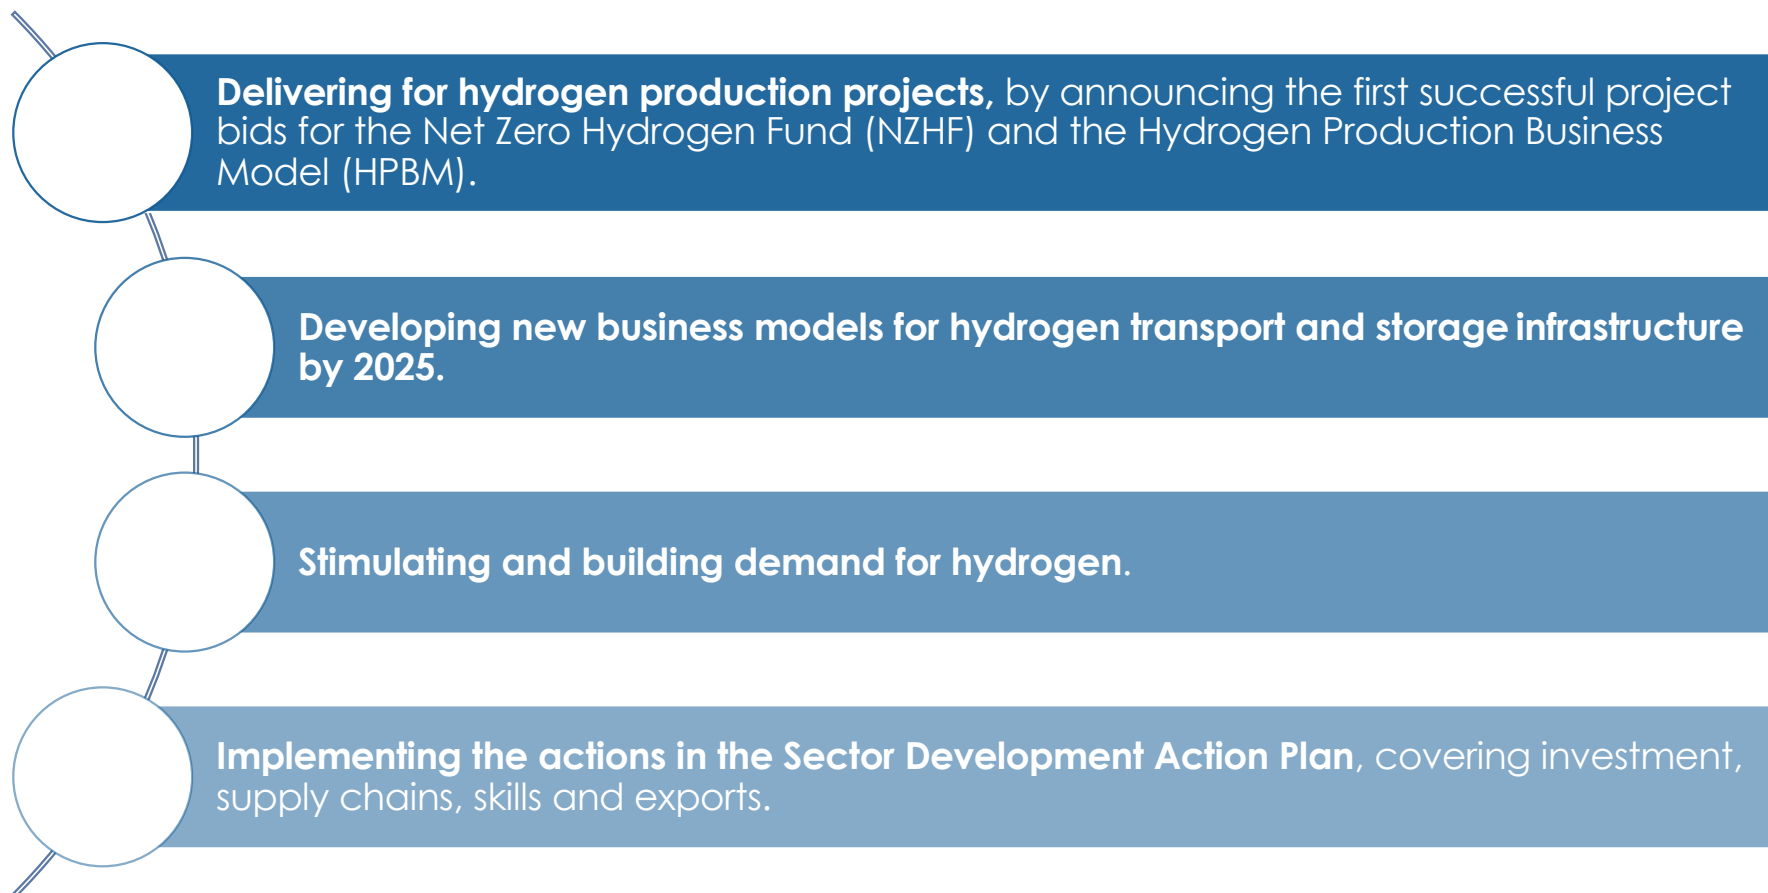 Delivering for hydrogen production projects, by announcing the first successful project
bids for the Net Zero Hydrogen Fund (NZHF) and the Hydrogen Production Business
Model (HPBM).
Developing new business models for hydrogen transport and storage infrastructure
by 2025.
Stimulating and building demand for hydrogen.
Implementing the actions in the Sector Development Action Plan, covering investment,
supply chains, skills and exports.